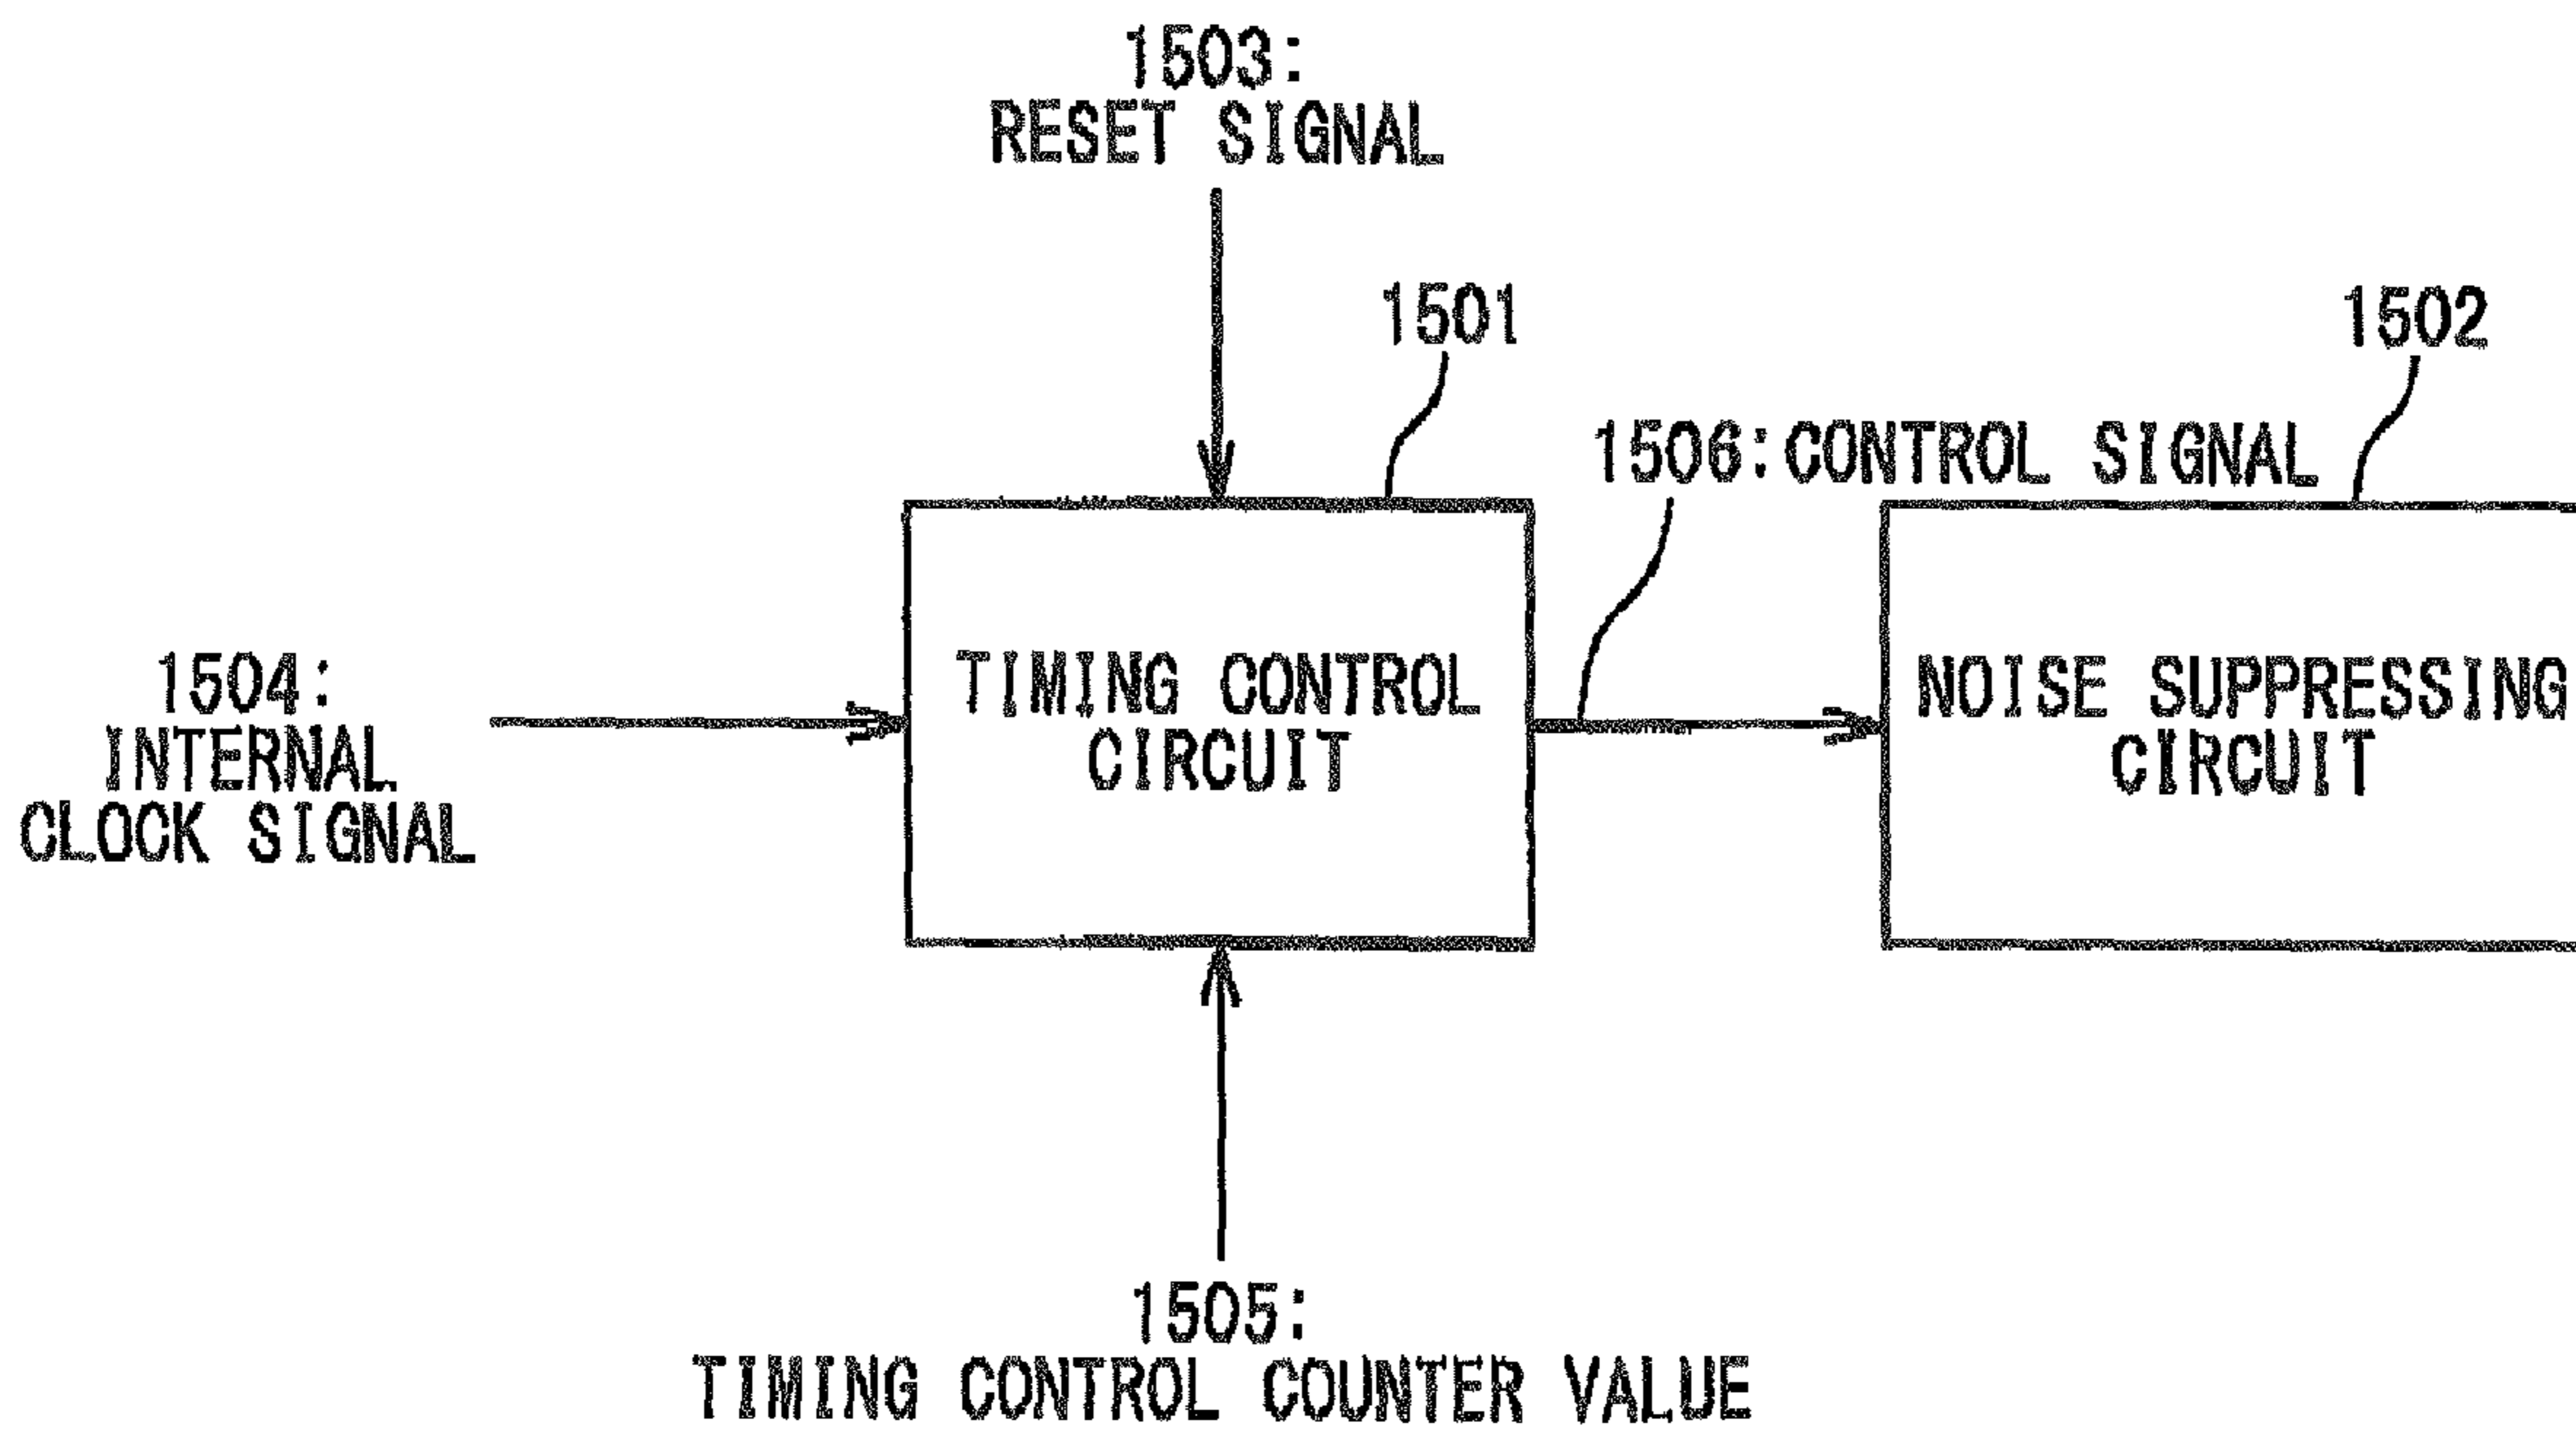 1503:
RESET SIGNAL
1501
1502
1506:CONTROL SIGNAL
1504:
INTERNAL
CLOCK SIGNAL
TIMING CONTROL
CIRCUIT
NOISE SUPPRESSING
CIRCUIT
1505:
TIMING CONTROL COUNTER VALUE